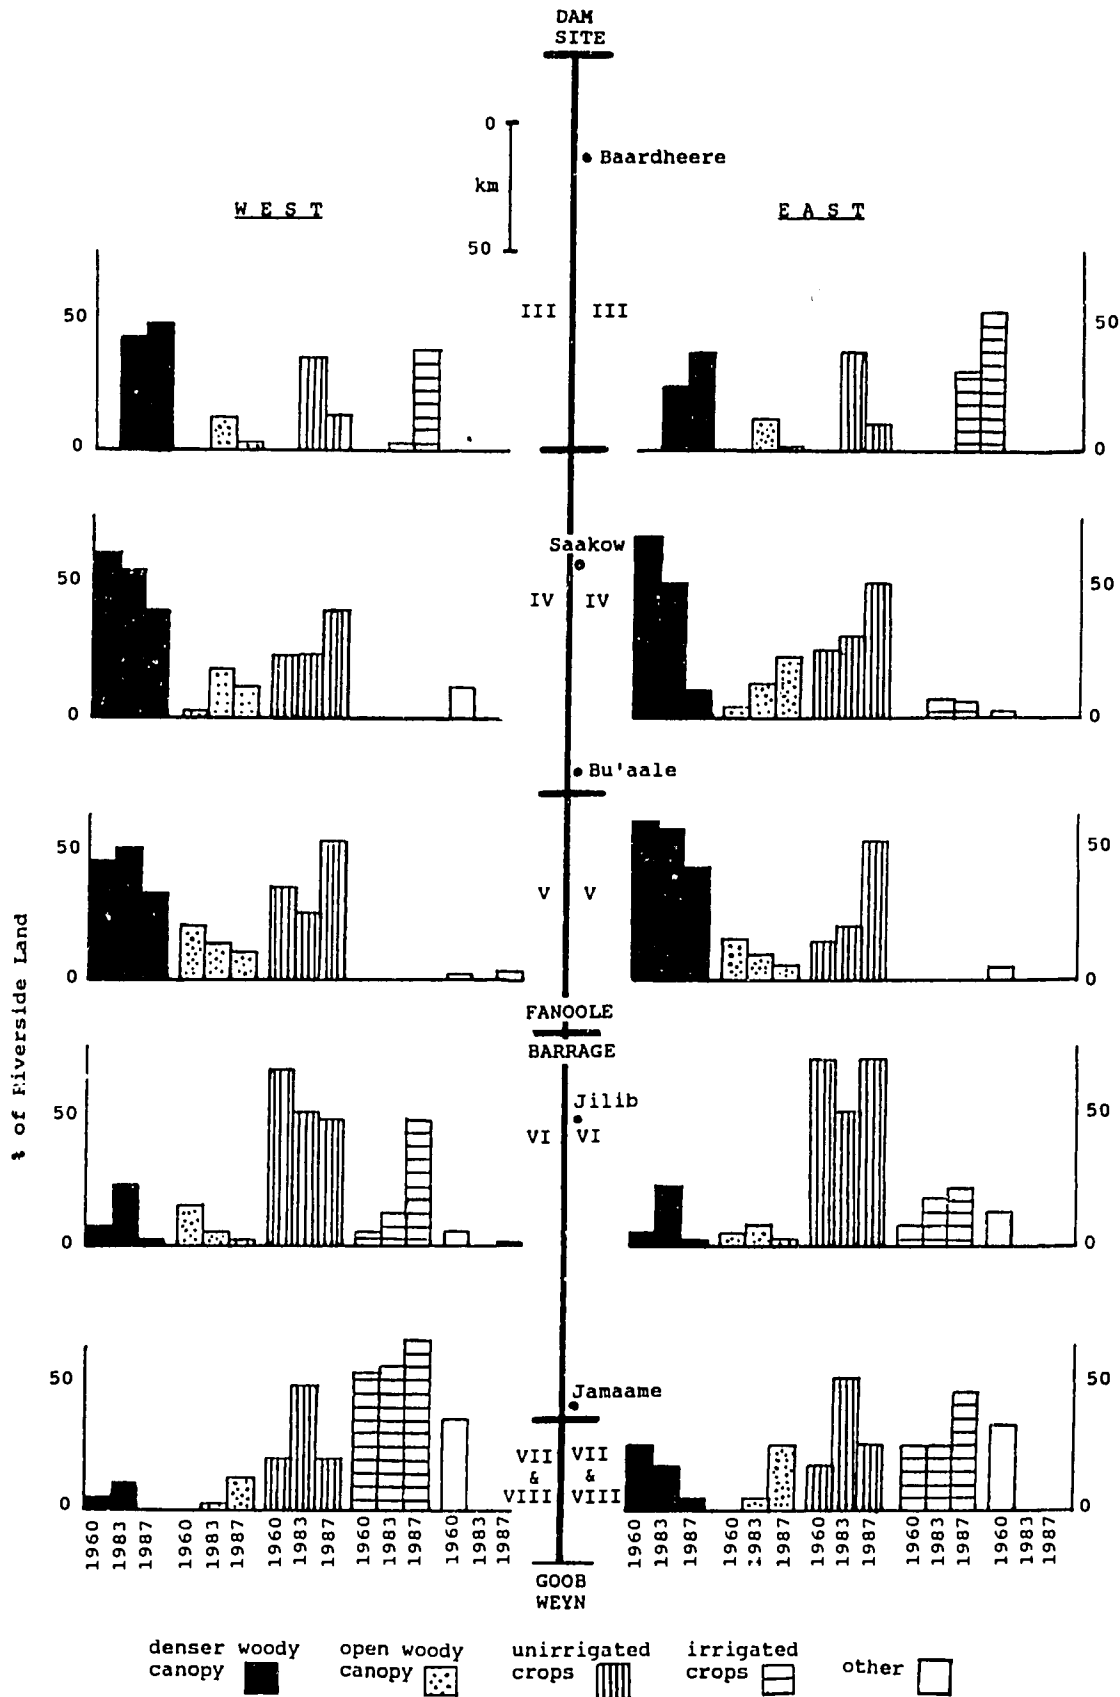 DAM
SITE
0
km
50
Baardheere
W E S T
E A S T
III
III
50
0
50
0
Saakow
IV
IV
50
0
50
0
Bu'aale
V
V
50
0
50
0
% of Riverside Land
FANOOLE
BARRAGE
Jilib
VI
VI
50
0
50
0
Jamaame
VII
&
VIII
VII
&
VIII
50
0
50
0
1960 1983 1987 1960 1983 1987 1960 1983 1987 1960 1983 1987 1960 1983 1987
1960 1983 1987 1960 1983 1987 1960 1983 1987 1960 1983 1987 1960 1983 1987
GOOB
WEYN
denser woody
canopy
open woody
canopy
unirrigated
crops
irrigated
crops
other